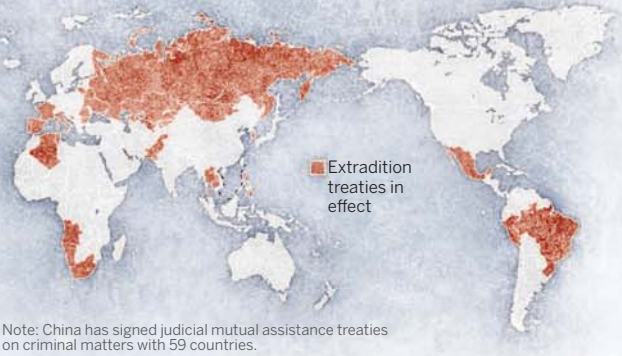 Extradition
treaties in
effect
Note: China has signed judicial mutual assistance treaties
on criminal matters with 59 countries.